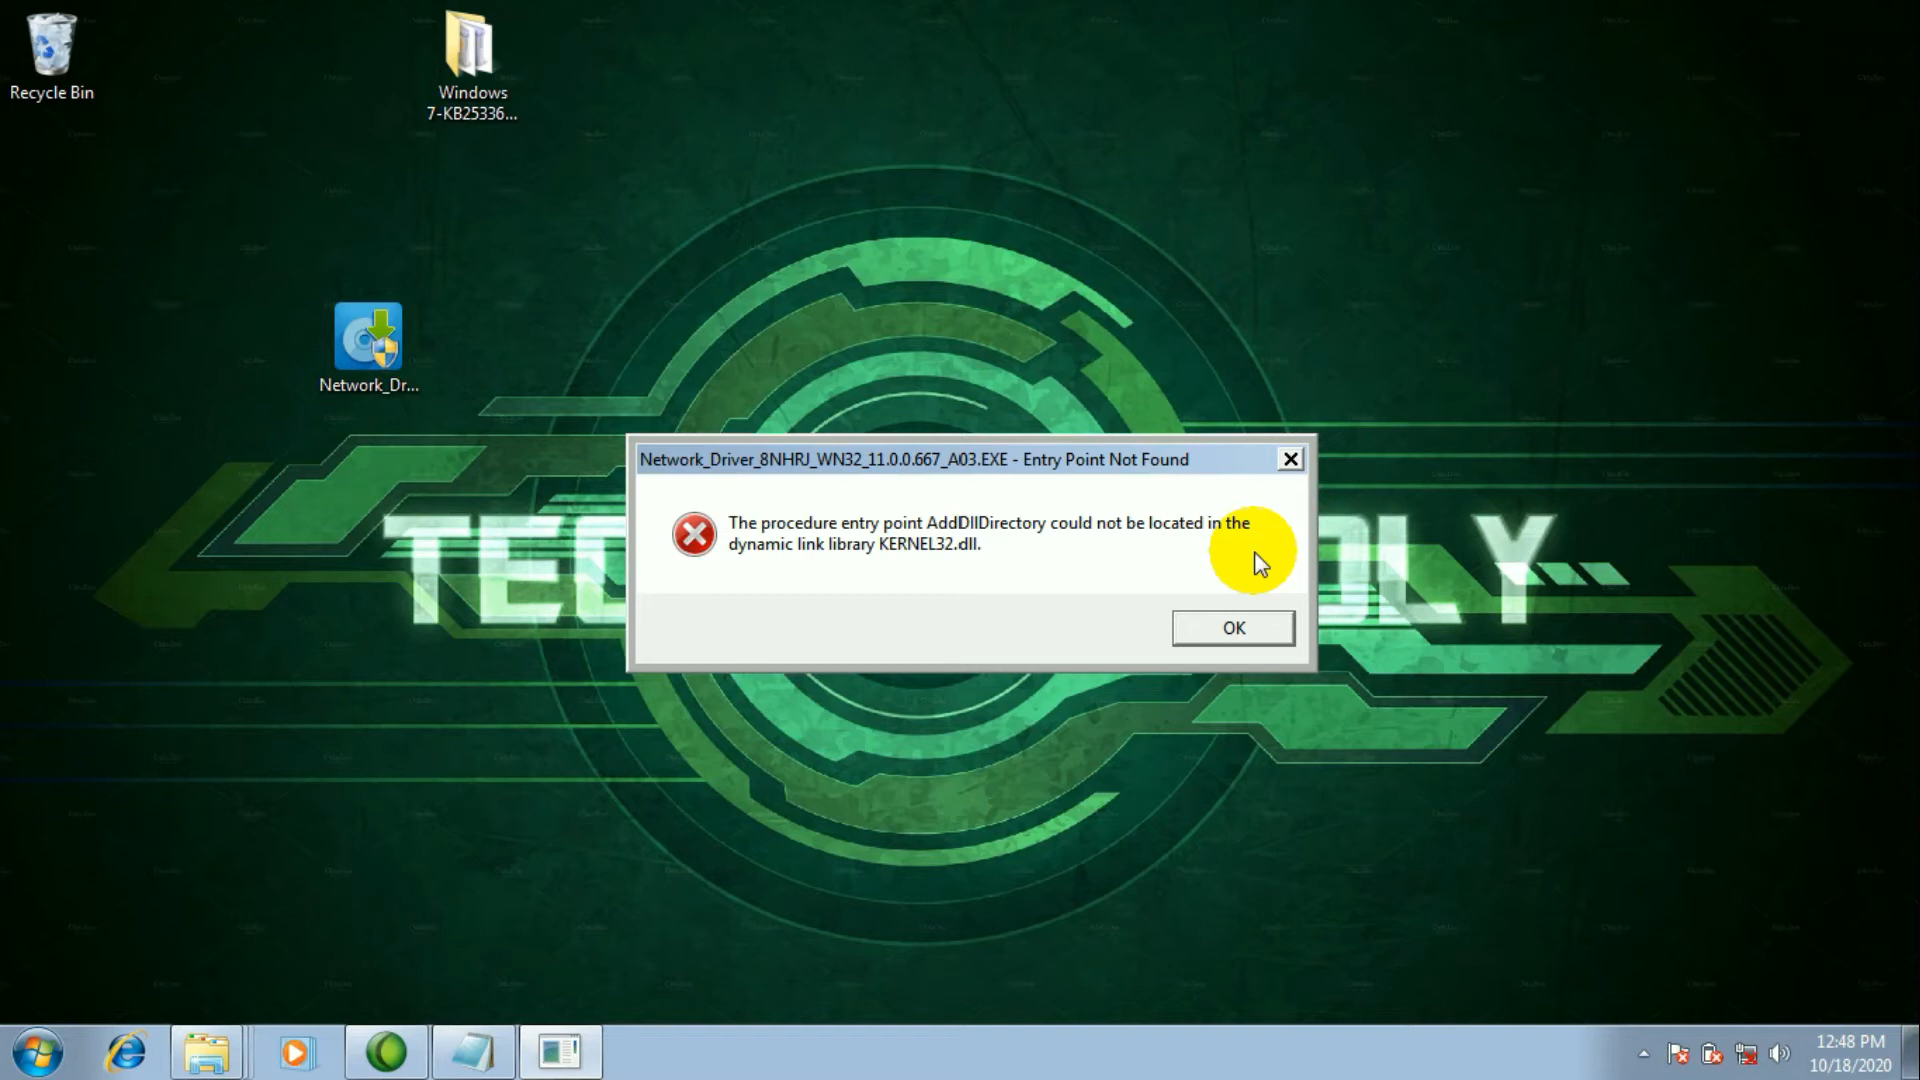 Recycle Bin
Windows
7-KB25336...
Network_Dr...
Network_Driver_8NHRJ_WN32_11.0.0.667_A03.EXE - Entry Point Not Found
The procedure entry point AddDllDirectory could not be located in the
dynamic link library KERNEL32.dll.
OK
12:48 PM
10/18/2020